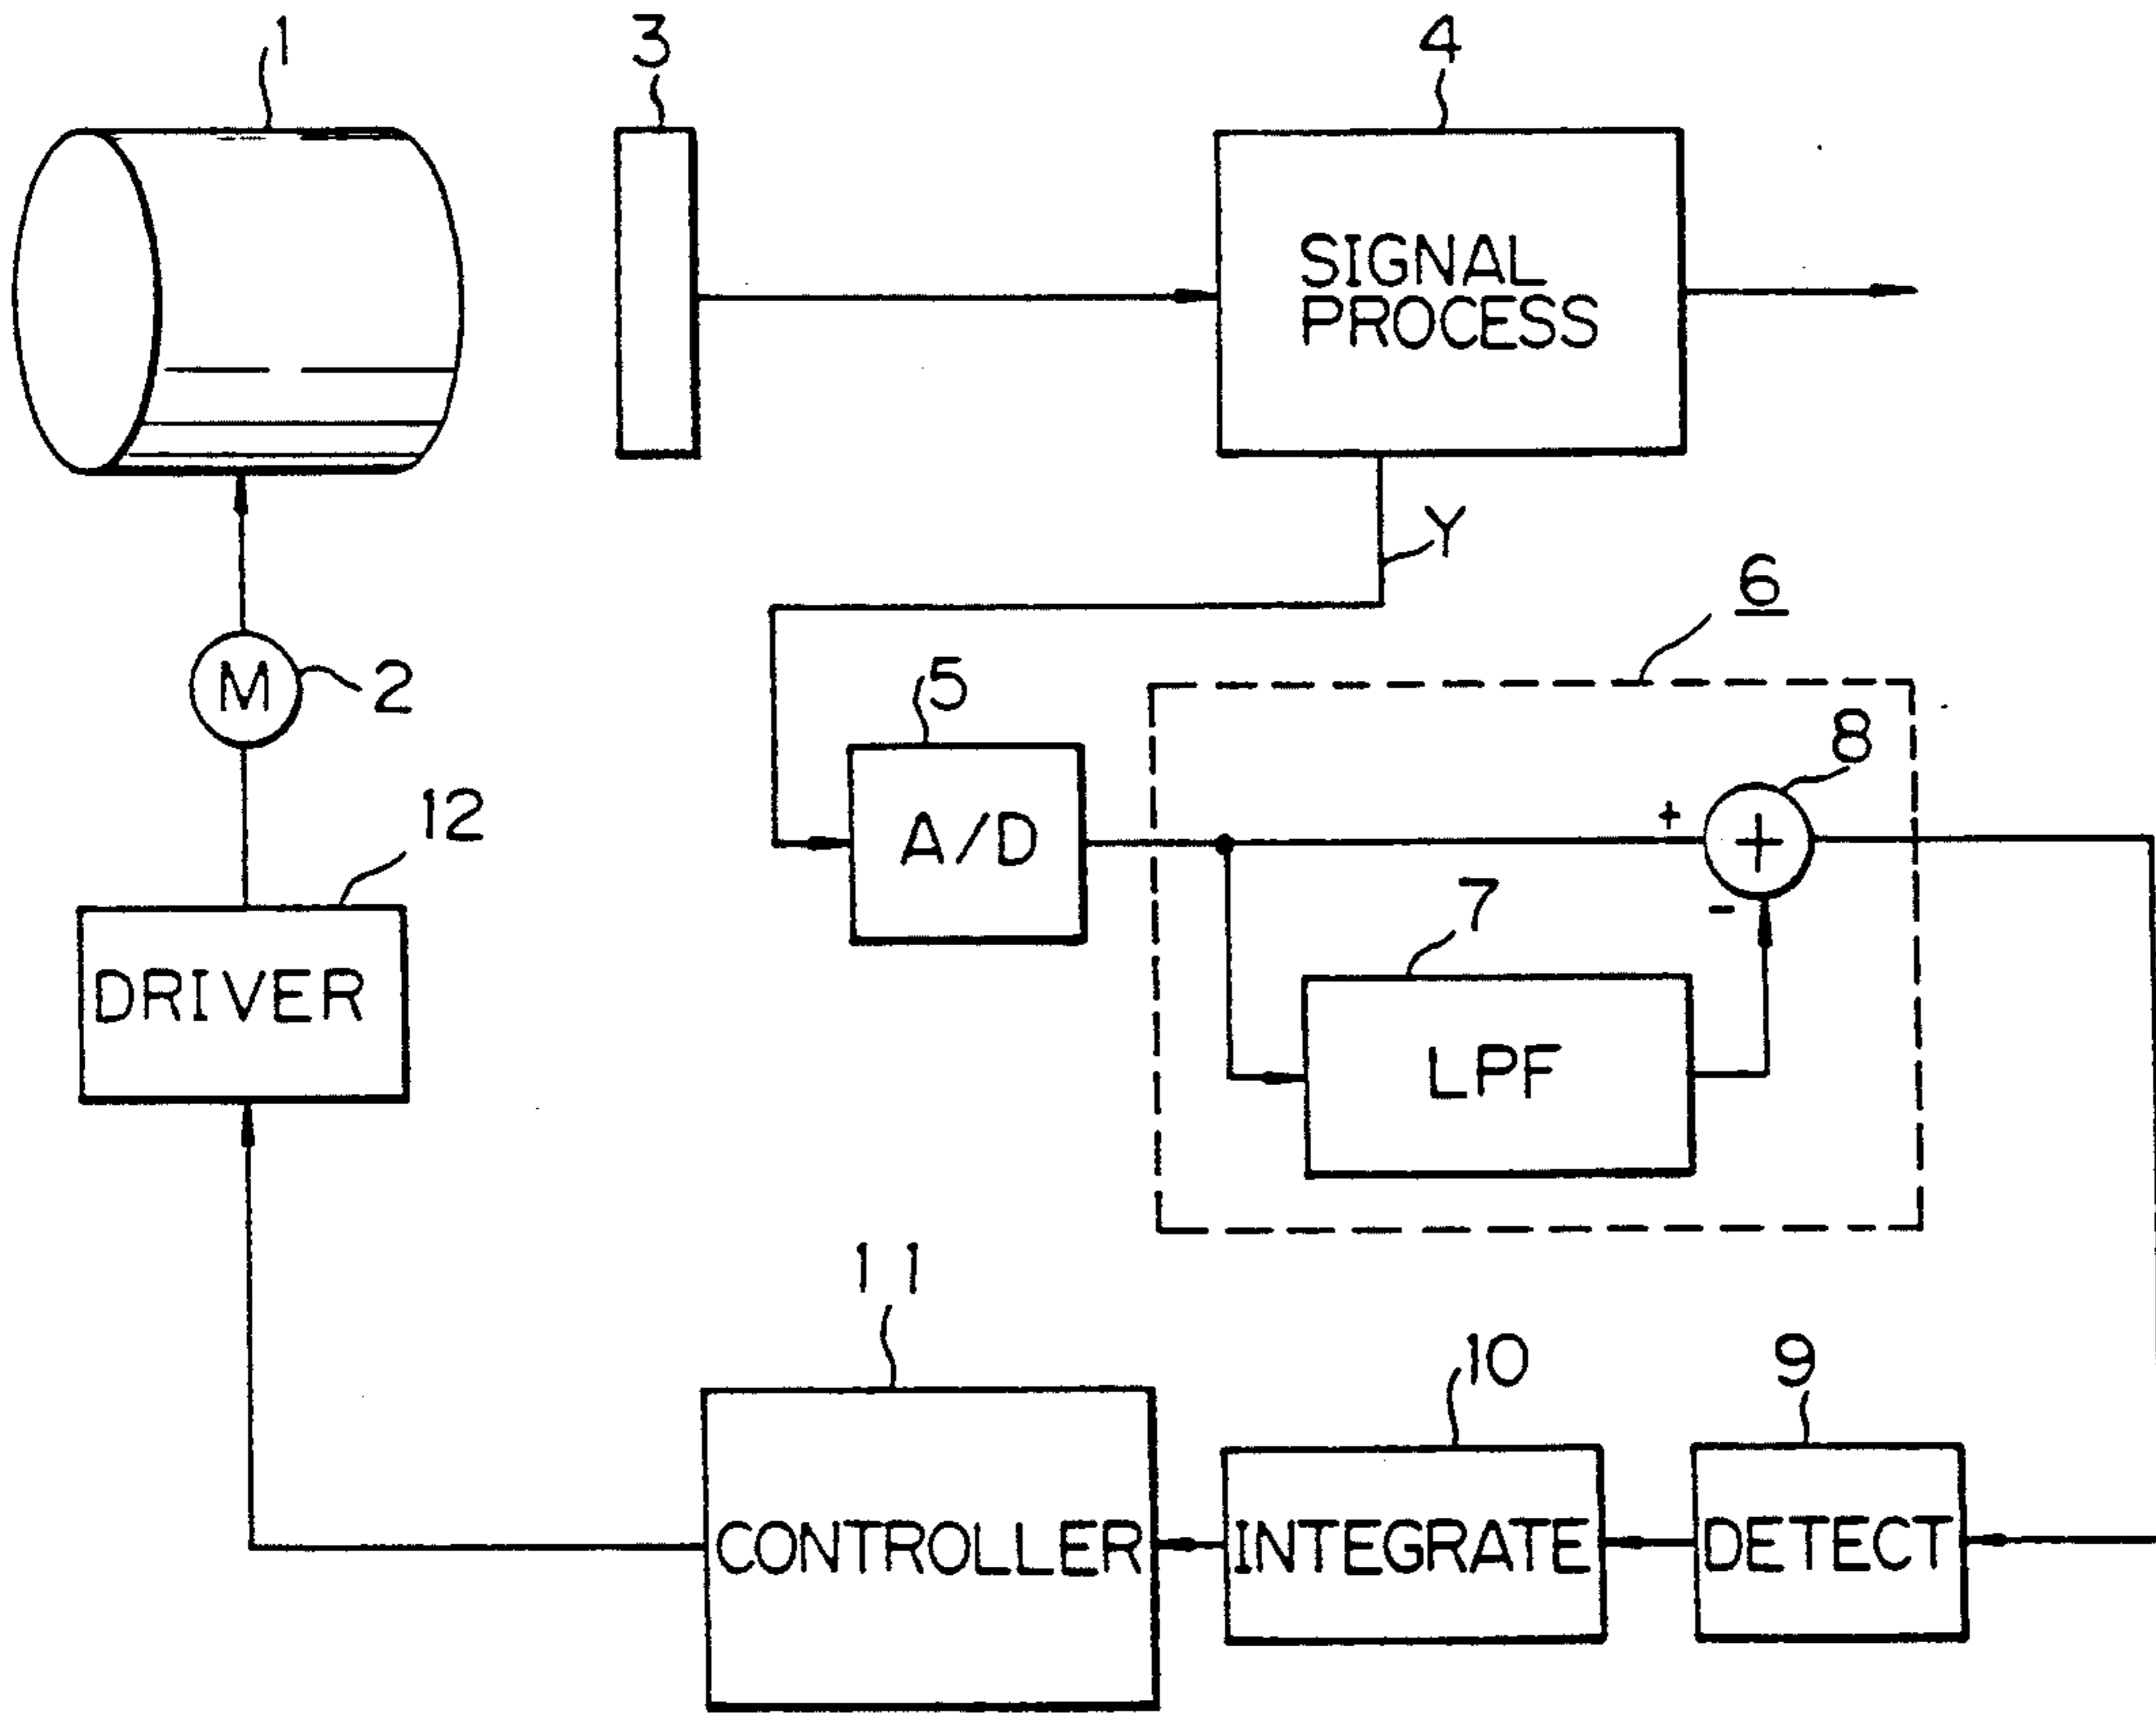 1
3
4
SIGNAL
PROCESS
Y
6
M
2
5
8
A/D
+
+
-
12
7
DRIVER
LPF
11
10
9
CONTROLLER
INTEGRATE
DETECT